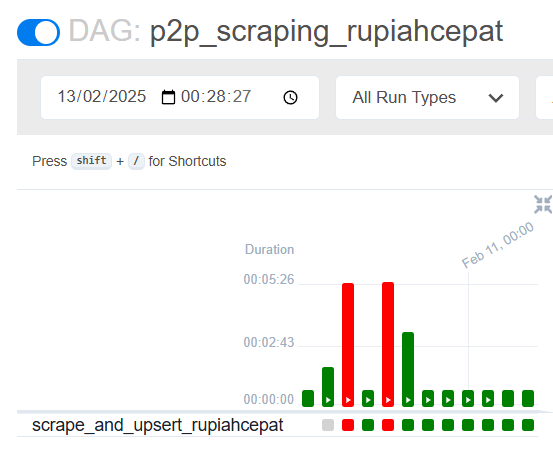 DAG: p2p_scraping_rupiahcepat
13/02/2025 00:28:27
All Run Types
Press shift + / for Shortcuts
Feb 11, 00:00
Duration
00:05:26
00:02:43
00:00:00
scrape_and_upsert_rupiahcepat